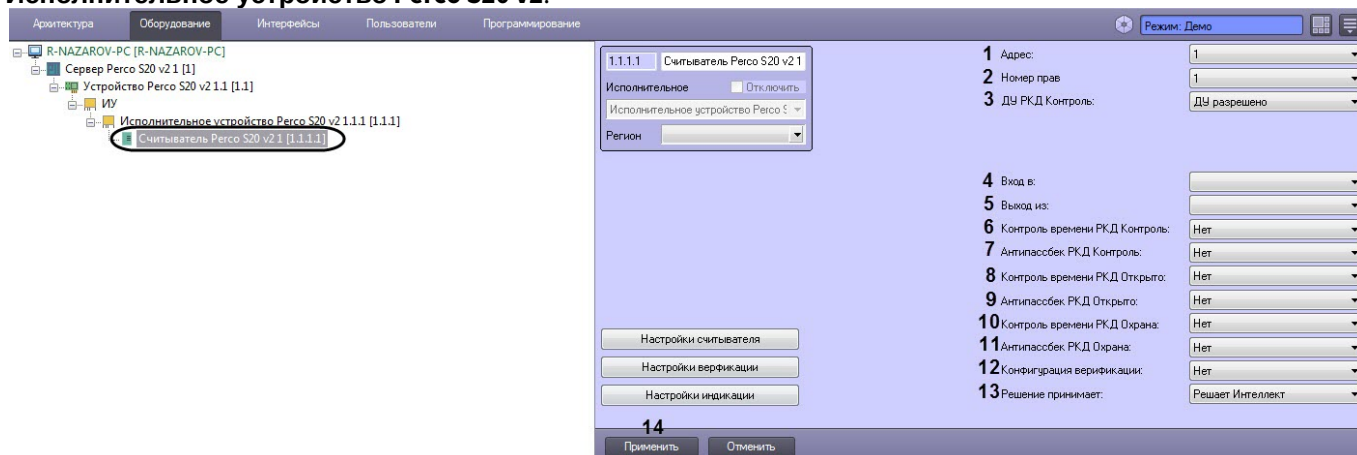 Исполнительное устройство Perco S20 v2.
Архитектура Оборудование Интерфейсы Пользователи Программирование Режим: Демо
R-NAZAROV-PC [R-NAZAROV-PC]
Сервер Perco S20 v2 1 [1]
Устройство Perco S20 v2 1.1 [1.1]
ИУ
Исполнительное устройство Perco S20 v2 1.1.1 [1.1.1]
Считыватель Perco S20 v2 1 [1.1.1.1]
1.1.1.1 Считыватель Perco S20 v2 1
Исполнительное Отключить
Исполнительное устройство Perco S
Регион
Настройки считывателя
Настройки верфикации
Настройки индикации
1 Адрес: 1
2 Номер прав 1
3 ДУ РКД Контроль: ДУ разрешено
4 Вход в:
5 Выход из:
6 Контроль времени РКД Контроль: Нет
7 Антипассбек РКД Контроль: Нет
8 Контроль времени РКД Открыто: Нет
9 Антипассбек РКД Открыто: Нет
10 Контроль времени РКД Охрана: Нет
11 Антипассбек РКД Охрана: Нет
12 Конфигурация верификации: Нет
13 Решение принимает: Решает Интеллект
14
Применить Отменить